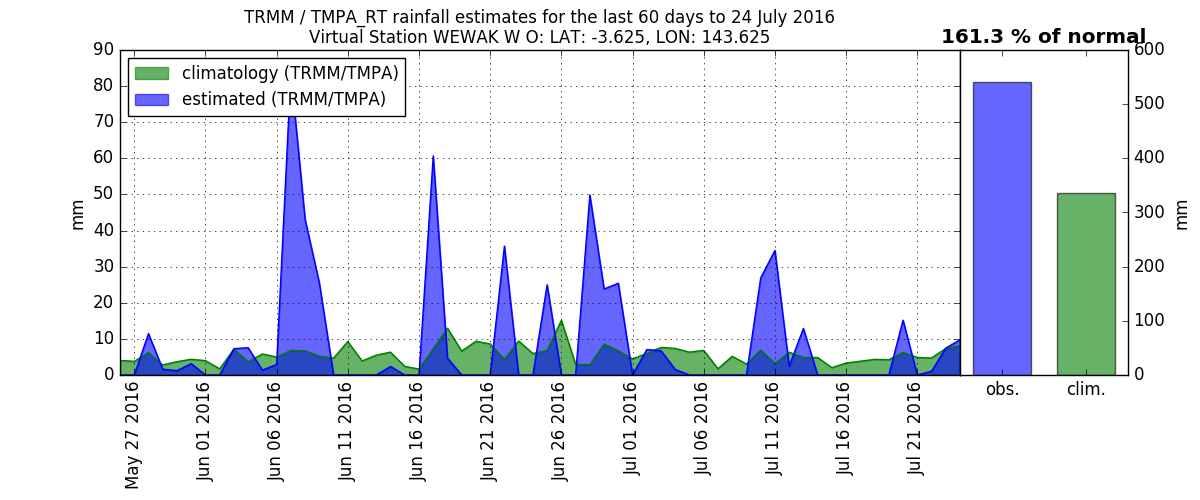 TRMM / TMPA_RT rainfall estimates for the last 60 days to 24 July 2016
Virtual Station WEWAK W O: LAT: -3.625, LON: 143.625
161.3 % of normal
climatology (TRMM/TMPA)
estimated (TRMM/TMPA)
mm
90
80
70
60
50
40
30
20
10
0
May 27 2016
Jun 01 2016
Jun 06 2016
Jun 11 2016
Jun 16 2016
Jun 21 2016
Jun 26 2016
Jul 01 2016
Jul 06 2016
Jul 11 2016
Jul 16 2016
Jul 21 2016
600
500
400
300
200
100
0
mm
obs.
clim.